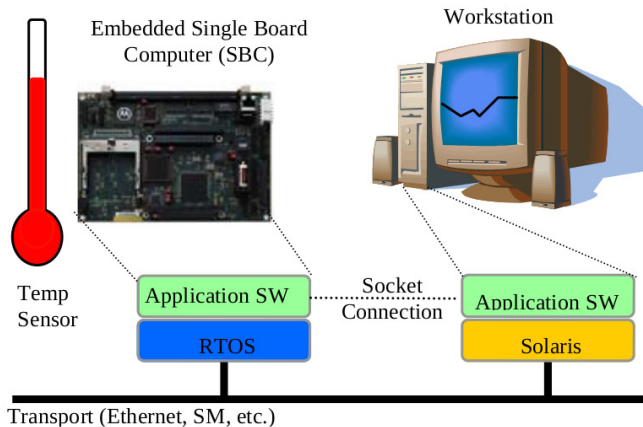 Embedded Single Board
Computer (SBC)
Workstation
Temp
Sensor
Application SW
RTOS
Socket
Connection
Application SW
Solaris
Transport (Ethernet, SM, etc.)